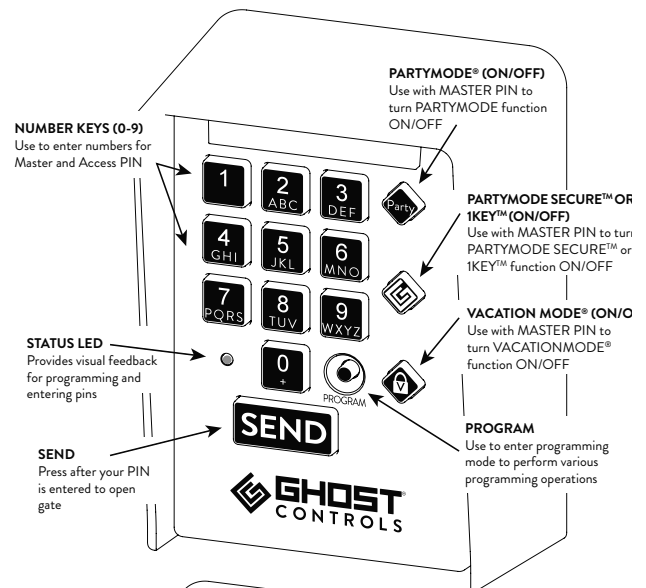 PARTYMODE® (ON/OFF)
Use with MASTER PIN to
turn PARTYMODE function
ON/OFF
NUMBER KEYS (0-9)
Use to enter numbers for
Master and Access PIN
1
2
ABC
3
DEF
Party
PARTYMODE SECURE™ OR
1KEY™ (ON/OFF)
Use with MASTER PIN to turn
PARTYMODE SECURE™ or
1KEY™ function ON/OFF
4
GHI
5
JKL
6
MNO
7
PQRS
8
TUV
9
WXYZ
VACATION MODE® (ON/O
Use with MASTER PIN to
turn VACATIONMODE®
function ON/OFF
STATUS LED
Provides visual feedback
for programming and
entering pins
0
+
PROGRAM
SEND
PROGRAM
Use to enter programming
mode to perform various
programming operations
SEND
Press after your PIN
is entered to open
gate
GHOST
CONTROLS